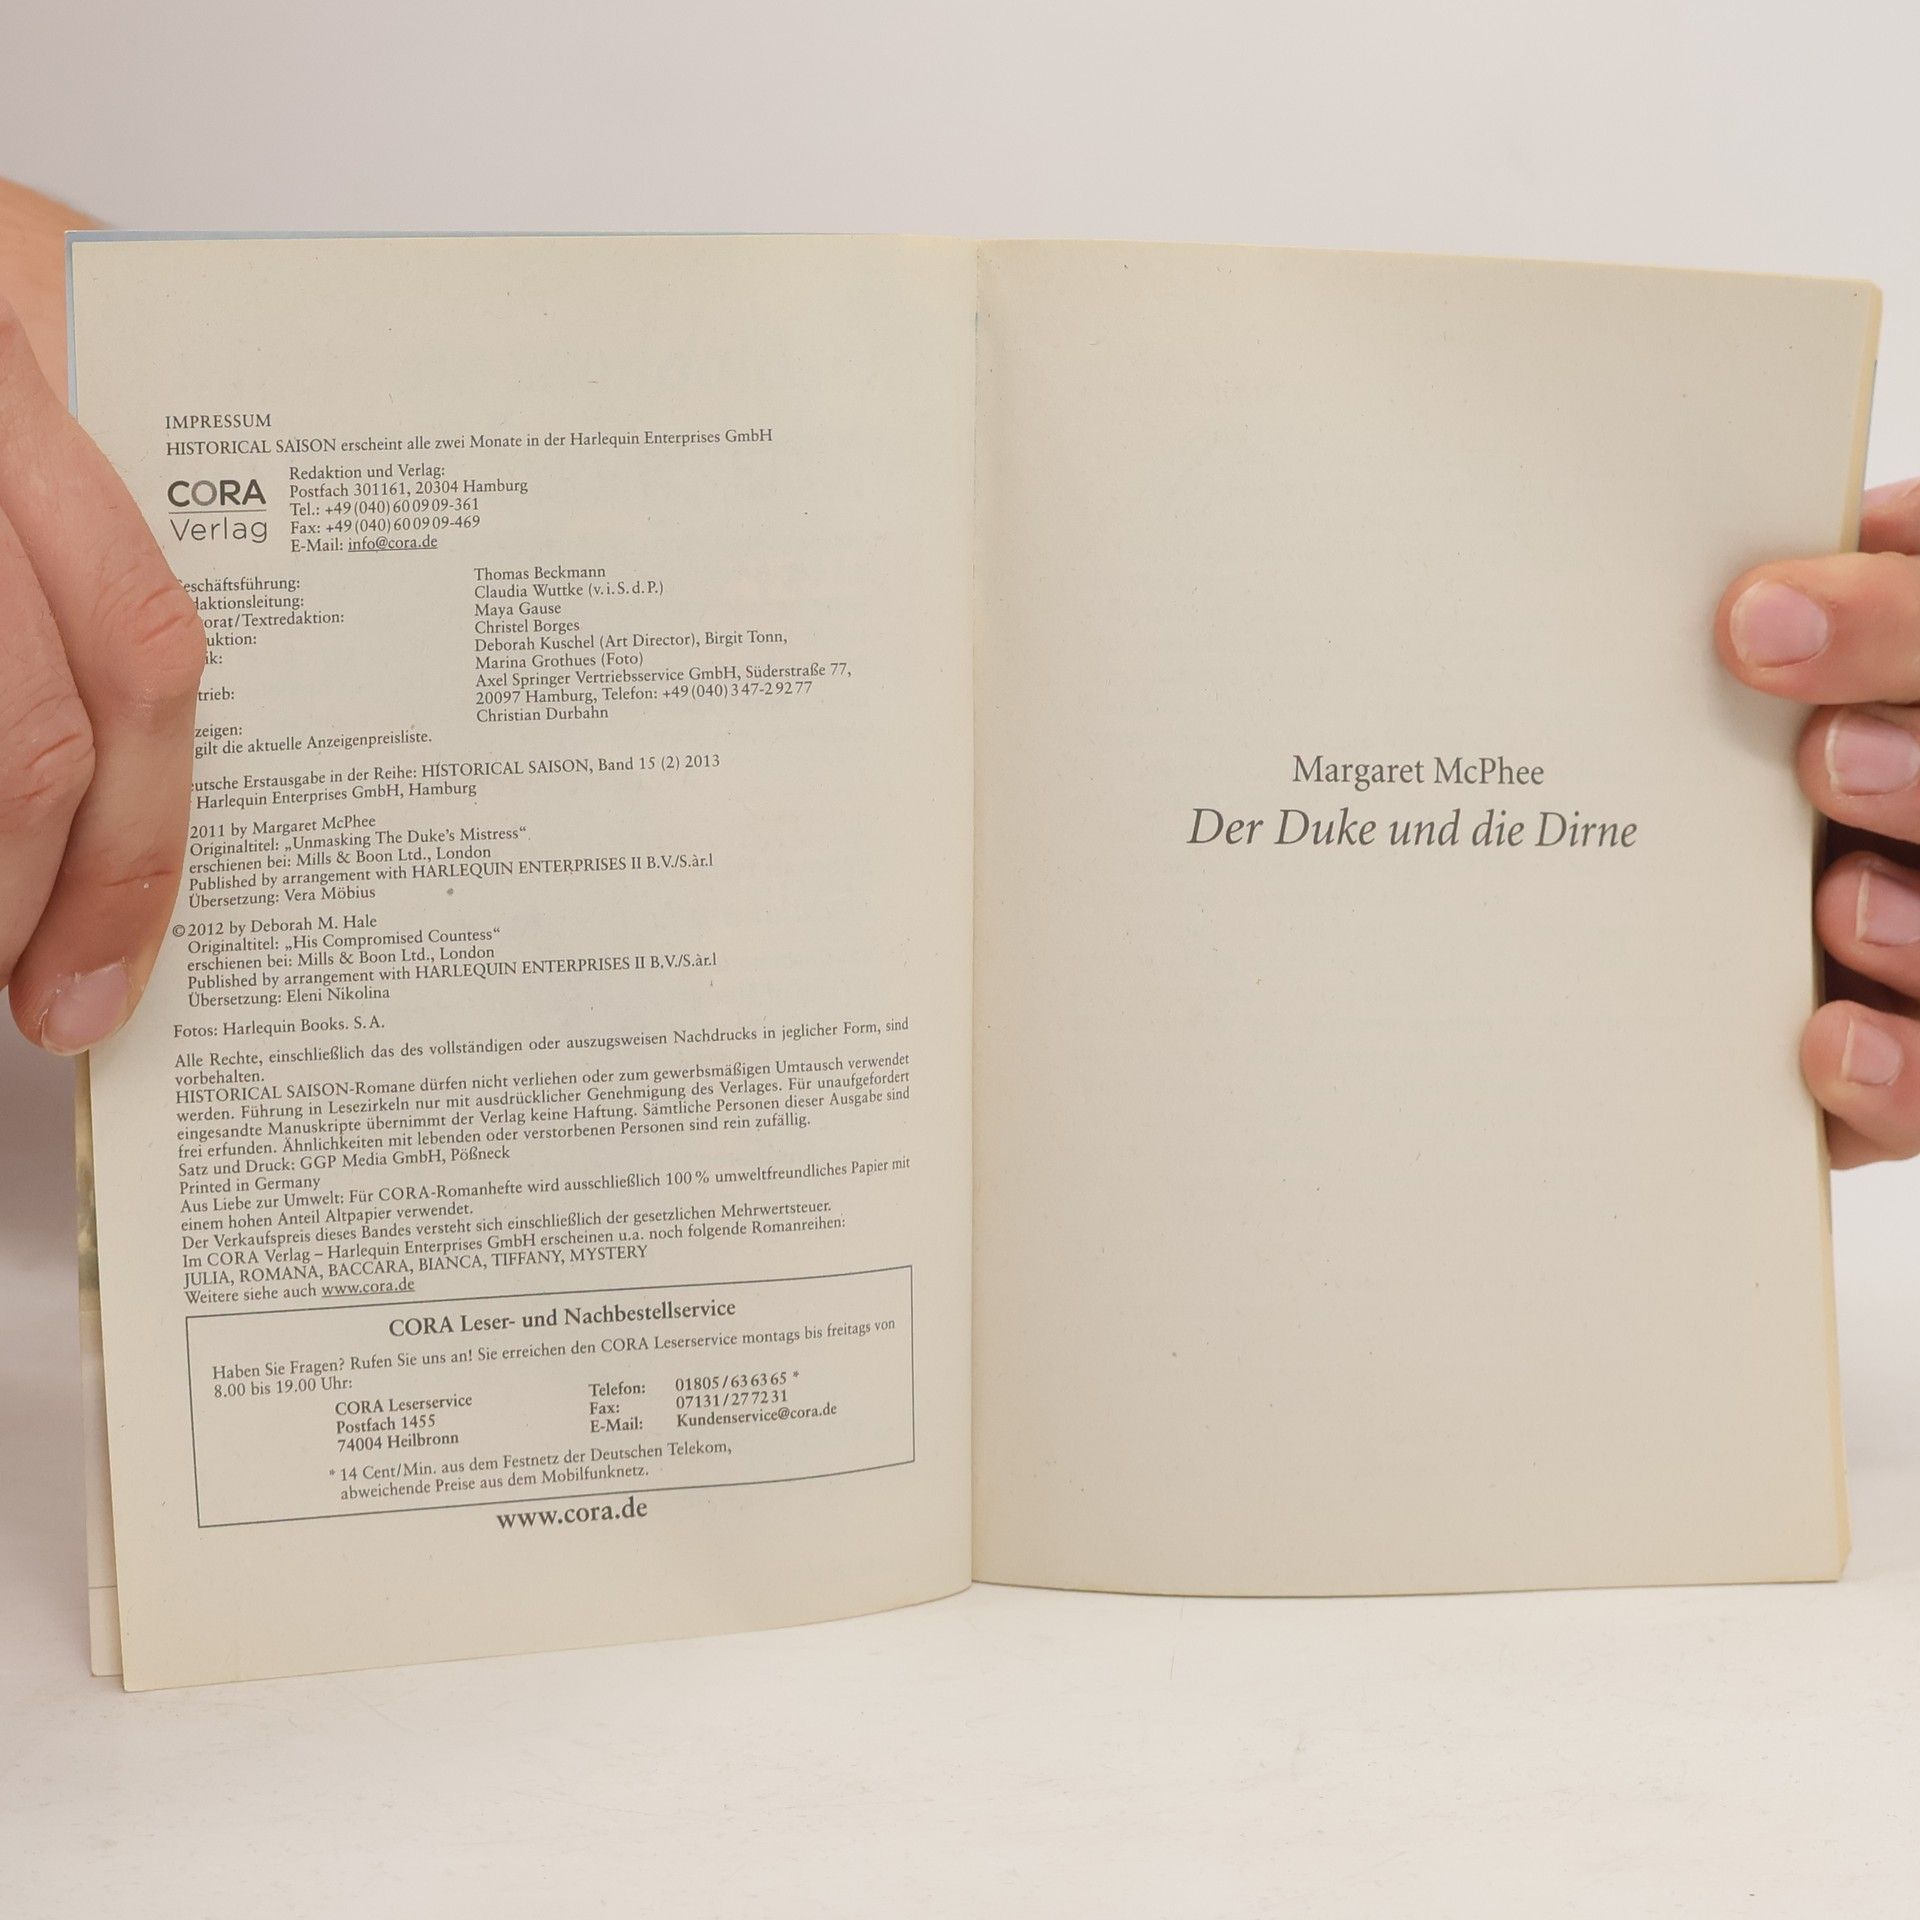 IMPRESSUM
HISTORICAL SAISON erscheint alle zwei Monate in der Harlequin Enterprises GmbH
CORA
Verlag
Redaktion und Verlag:
Postfach 301161, 20304 Hamburg
Tel.: +49(040)600909-361
Fax: +49(040)600909-469
E-Mail: info@cora.de
eschäftsführung: Thomas Beckmann
aktionsleitung: Claudia Wuttke (v.i.S.d.P.)
orat/Textredaktion: Maya Gause
uktion: Christel Borges
ik: Deborah Kuschel (Art Director), Birgit Tonn,
Marina Grothues (Foto)
trieb: Axel Springer Vertriebsservice GmbH, Süderstraße 77,
20097 Hamburg, Telefon: +49(040)347-29277
zeigen: Christian Durbahn
gilt die aktuelle Anzeigenpreisliste.
utsche Erstausgabe in der Reihe: HISTORICAL SAISON, Band 15 (2) 2013
Harlequin Enterprises GmbH, Hamburg
2011 by Margaret McPhee
Originaltitel: „Unmasking The Duke's Mistress“
erschienen bei: Mills & Boon Ltd., London
Published by arrangement with HARLEQUIN ENTERPRISES II B.V./S.àr.l
Übersetzung: Vera Möbius
©2012 by Deborah M. Hale
Originaltitel: „His Compromised Countess“
erschienen bei: Mills & Boon Ltd., London
Published by arrangement with HARLEQUIN ENTERPRISES II B.V./S.àr.l
Übersetzung: Eleni Nikolina
Fotos: Harlequin Books. S.A.
Alle Rechte, einschließlich das des vollständigen oder auszugsweisen Nachdrucks in jeglicher Form, sind
vorbehalten.
HISTORICAL SAISON-Romane dürfen nicht verliehen oder zum gewerbsmäßigen Umtausch verwendet
werden. Führung in Lesezirkeln nur mit ausdrücklicher Genehmigung des Verlages. Für unaufgefordert
eingesandte Manuskripte übernimmt der Verlag keine Haftung. Sämtliche Personen dieser Ausgabe sind
frei erfunden. Ähnlichkeiten mit lebenden oder verstorbenen Personen sind rein zufällig.
Satz und Druck: GGP Media GmbH, Pößneck
Printed in Germany
Aus Liebe zur Umwelt: Für CORA-Romanhefte wird ausschließlich 100 % umweltfreundliches Papier mit
einem hohen Anteil Altpapier verwendet.
Der Verkaufspreis dieses Bandes versteht sich einschließlich der gesetzlichen Mehrwertsteuer.
Im CORA Verlag – Harlequin Enterprises GmbH erscheinen u.a. noch folgende Romanreihen:
JULIA, ROMANA, BACCARA, BIANCA, TIFFANY, MYSTERY
Weitere siehe auch www.cora.de
CORA Leser- und Nachbestellservice
Haben Sie Fragen? Rufen Sie uns an! Sie erreichen den CORA Leserservice montags bis freitags von
8.00 bis 19.00 Uhr:
CORA Leserservice
Postfach 1455
74004 Heilbronn
Telefon: 01805/636365 *
Fax: 07131/277231
E-Mail: Kundenservice@cora.de
* 14 Cent/Min. aus dem Festnetz der Deutschen Telekom,
abweichende Preise aus dem Mobilfunknetz.
www.cora.de
Margaret McPhee
Der Duke und die Dirne